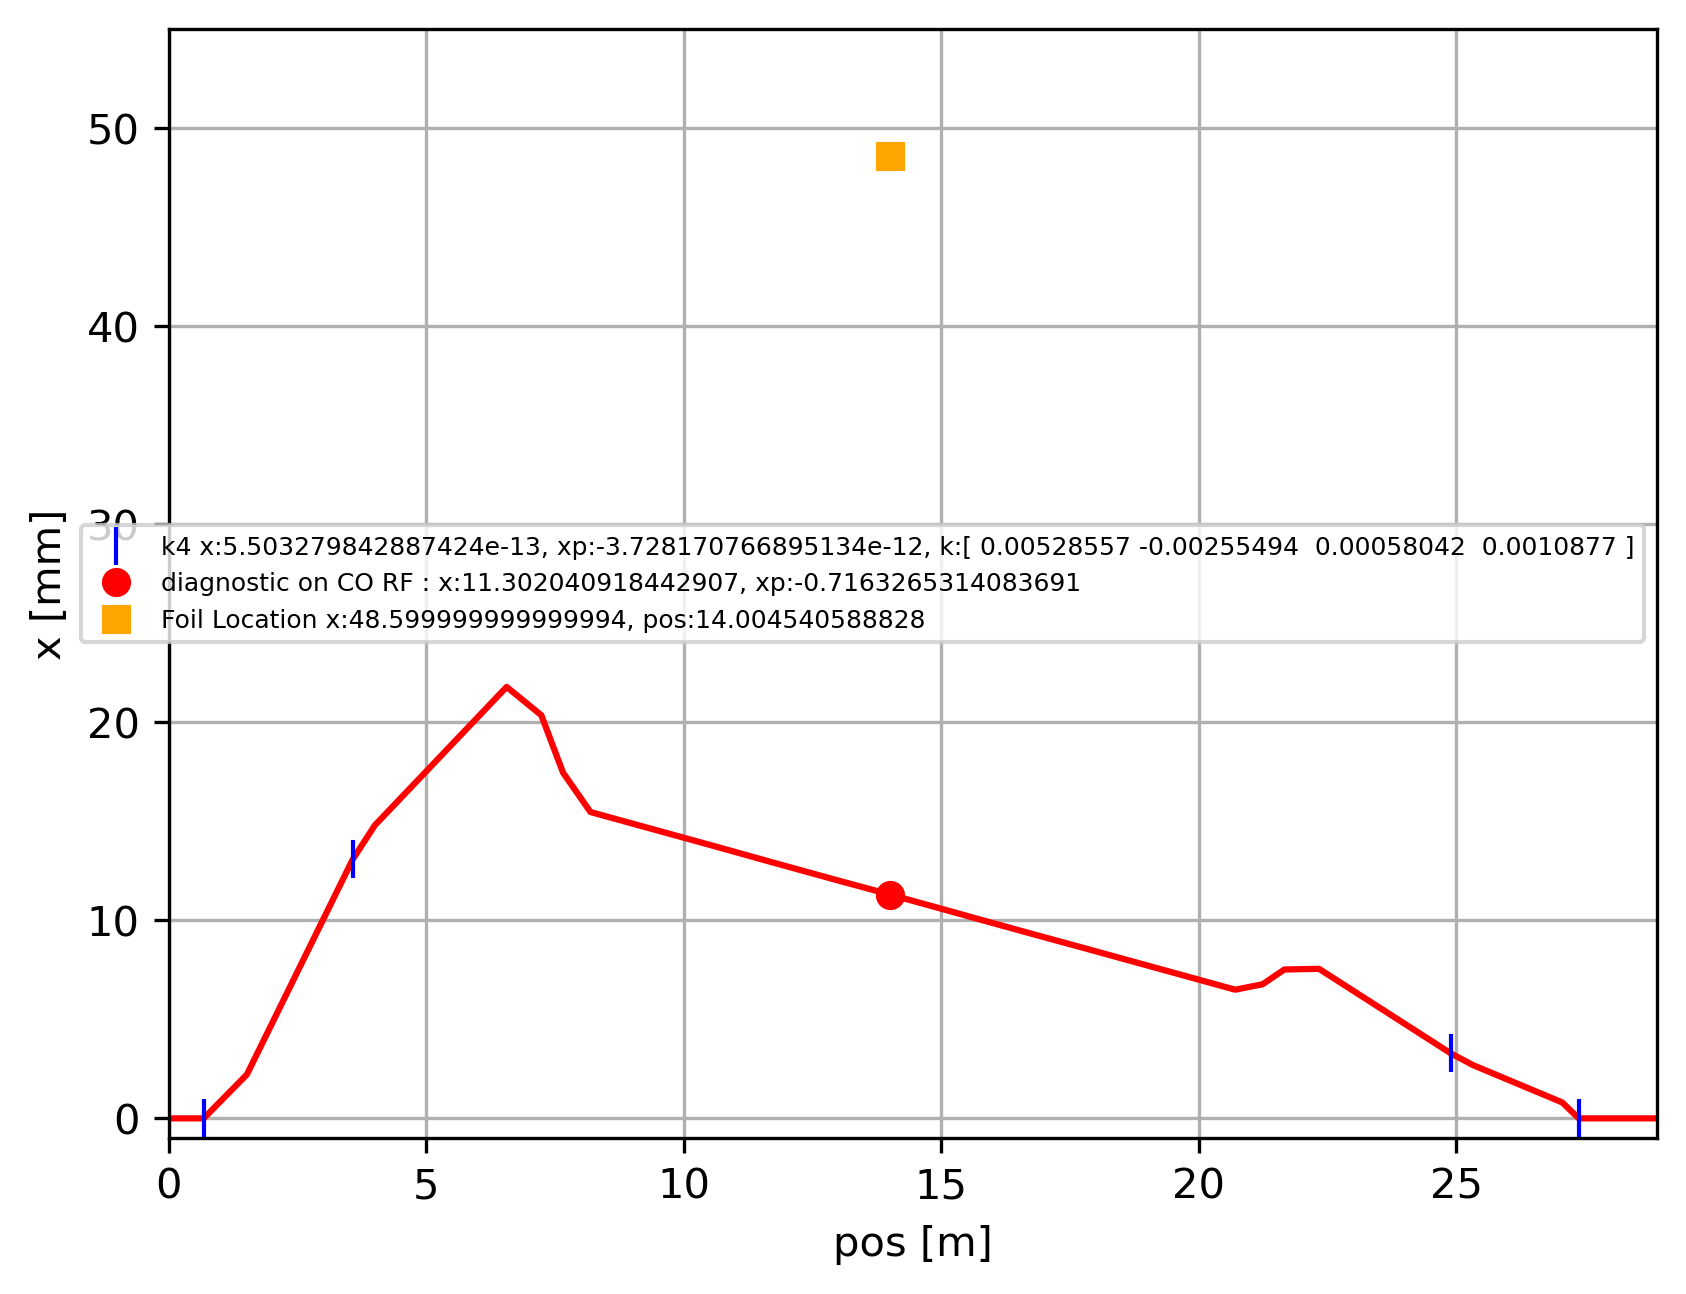 50
40
30
20
10
0
x [mm]
k4 x:5.503279842887424e-13, xp:-3.728170766895134e-12, k:[ 0.00528557 -0.00255494  0.00058042  0.0010877 ]
diagnostic on CO RF : x:11.302040918442907, xp:-0.7163265314083691
Foil Location x:48.599999999999994, pos:14.004540588828
0 5 10 15 20 25
pos [m]